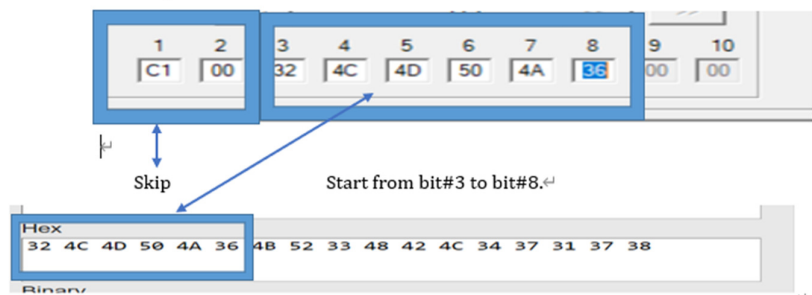 1 2 3 4 5 6 7 8 9 10
C1 00 32 4C 4D 50 4A 36 00 00
Skip
Start from bit#3 to bit#8.↵
Hex
32 4C 4D 50 4A 36 4B 52 33 48 42 4C 34 37 31 37 38
Binary